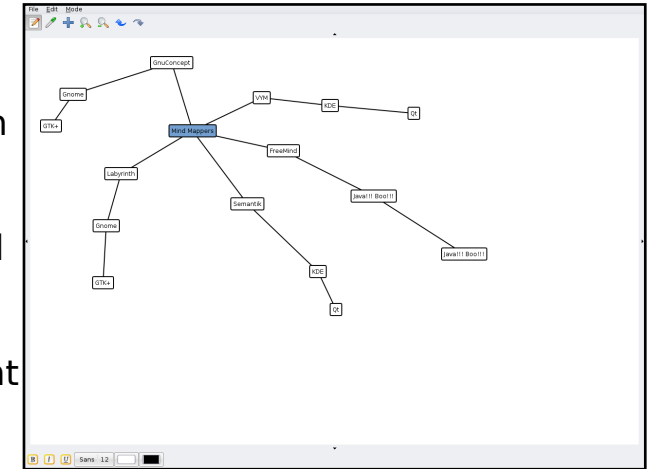 File Edit Mode
GnuConcept
Gnome
VYM
KDE
Qt
GTK+
Mind Mappers
FreeMind
Labyrinth
Java!!! Boo!!!
Semantik
Gnome
Java!!! Boo!!!
KDE
GTK+
Qt
B I U Sans 12